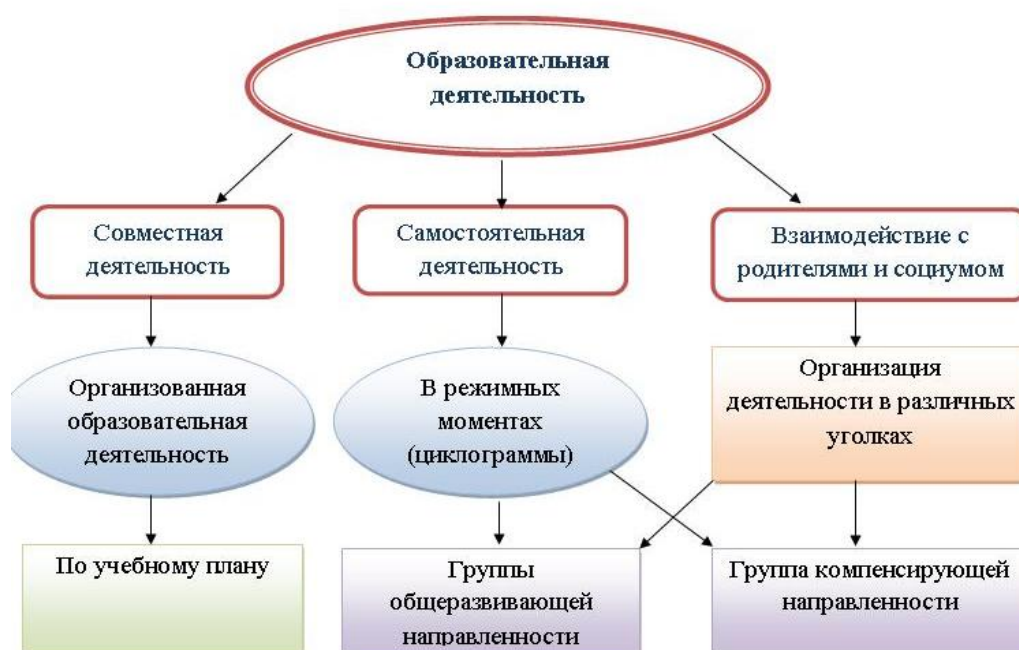 Образовательная
деятельность
Совместная
деятельность
Самостоятельная
деятельность
Взаимодействие с
родителями и социумом
Организованная
образовательная
деятельность
В режимных
моментах
(циклограммы)
Организация
деятельности в различных
уголках
По учебному плану
Группы
общеразвивающей
направленности
Группа компенсирующей
направленности